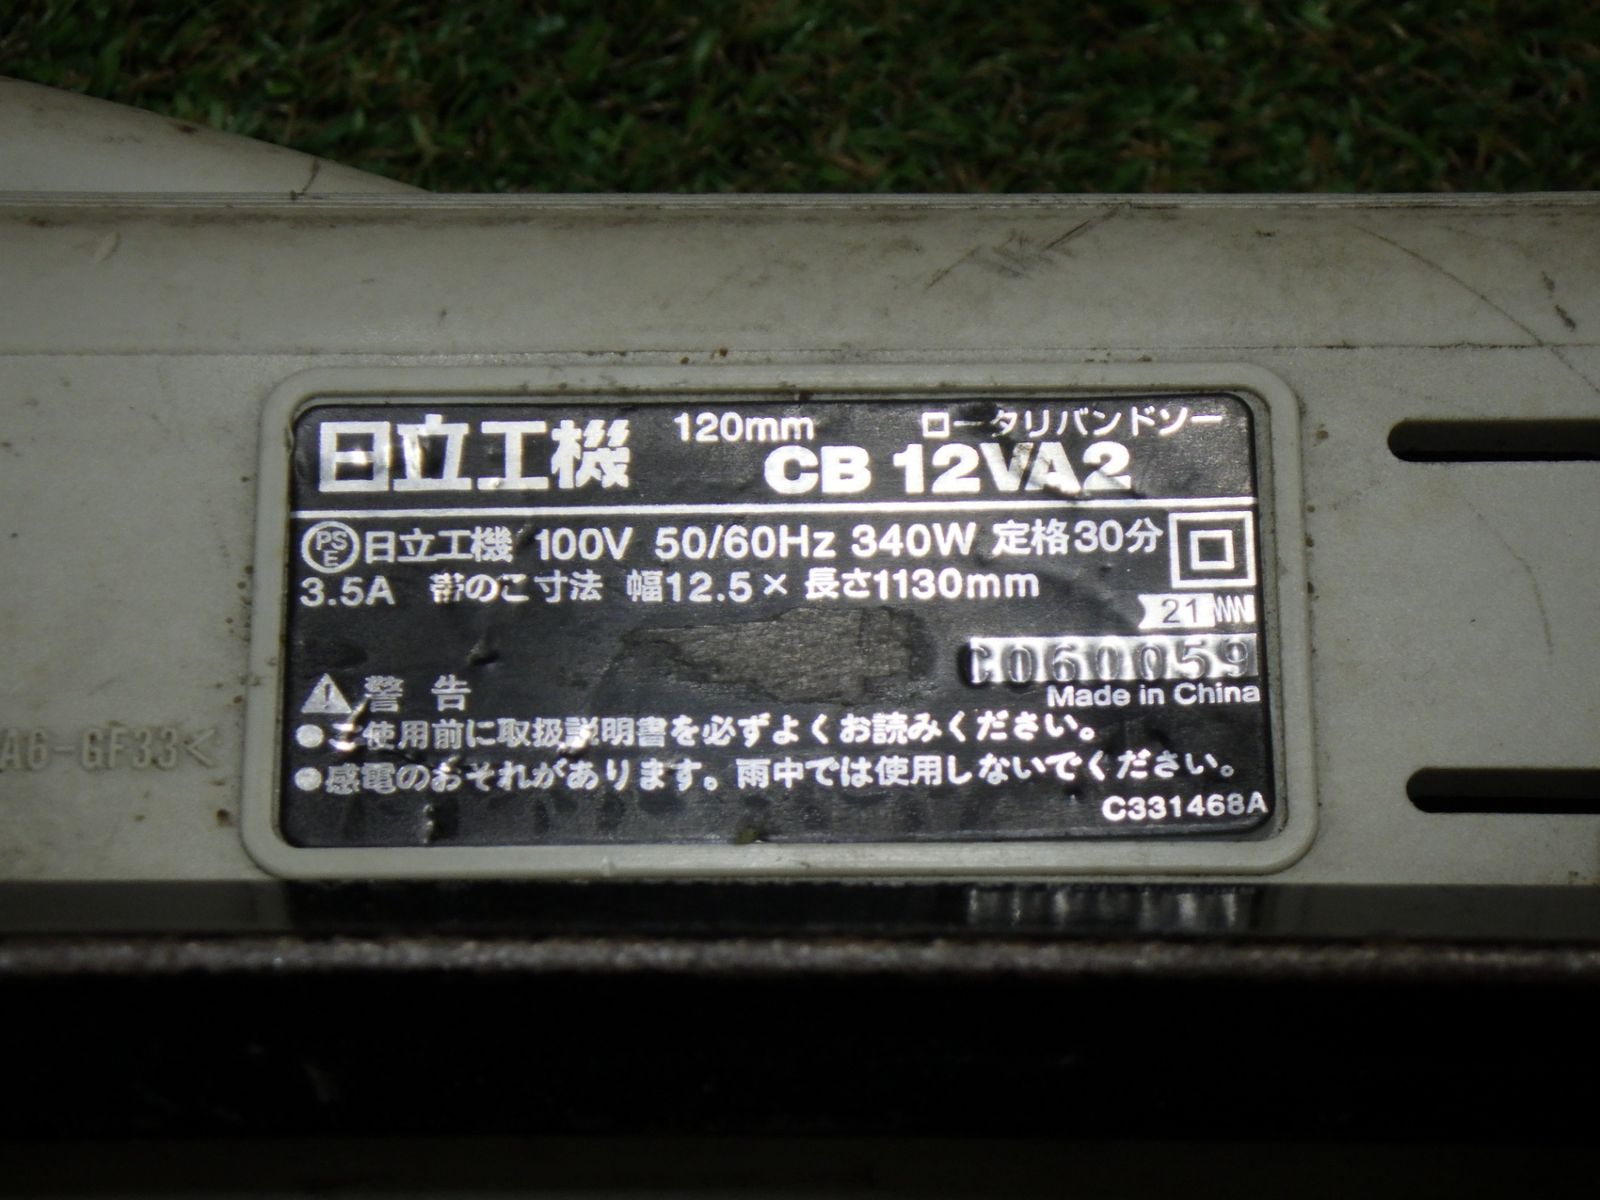 日立工機 120mm ロータリバンドソー
CB 12VA2
PSE 日立工機 100V 50/60Hz 340W 定格30分
3.5A 帯のこ寸法 幅12.5×長さ1130mm
21
C060059
Made in China
警告
●ご使用前に取扱説明書を必ずよくお読みください。
●感電のおそれがあります。雨中では使用しないでください。
C331468A
A6-GF33<